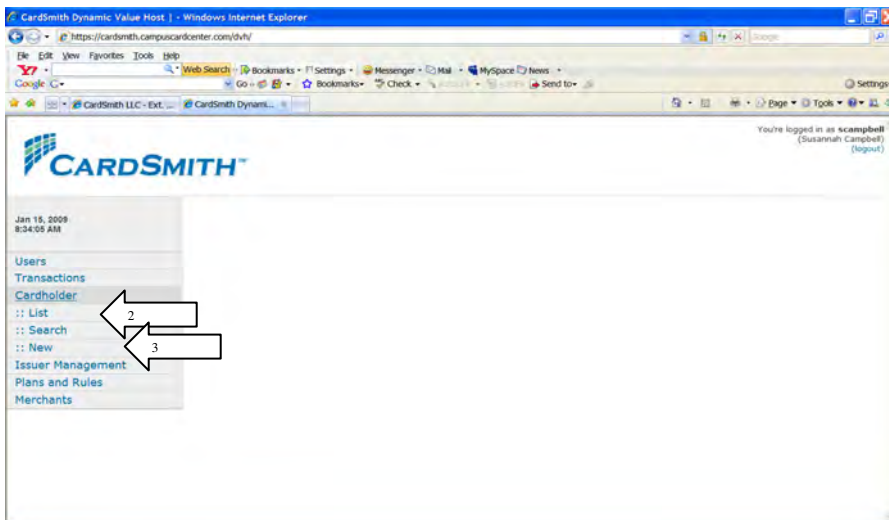 CardSmith Dynamic Value Host | - Windows Internet Explorer
https://cardsmith.campuscardcenter.com/dvh/
File Edit View Favorites Tools Help
Y7 Web Search Bookmarks Settings Messenger Mail MySpace News
Google G Go Bookmarks Check Send to Settings
CardSmith LLC - Ext. ... CardSmith Dynami... Page Tools
You're logged in as scampbell
(Susannah Campbell)
(logout)
CARDSMITH™
Jan 15, 2009
8:34:05 AM
Users
Transactions
Cardholder
:: List
2
:: Search
:: New
3
Issuer Management
Plans and Rules
Merchants